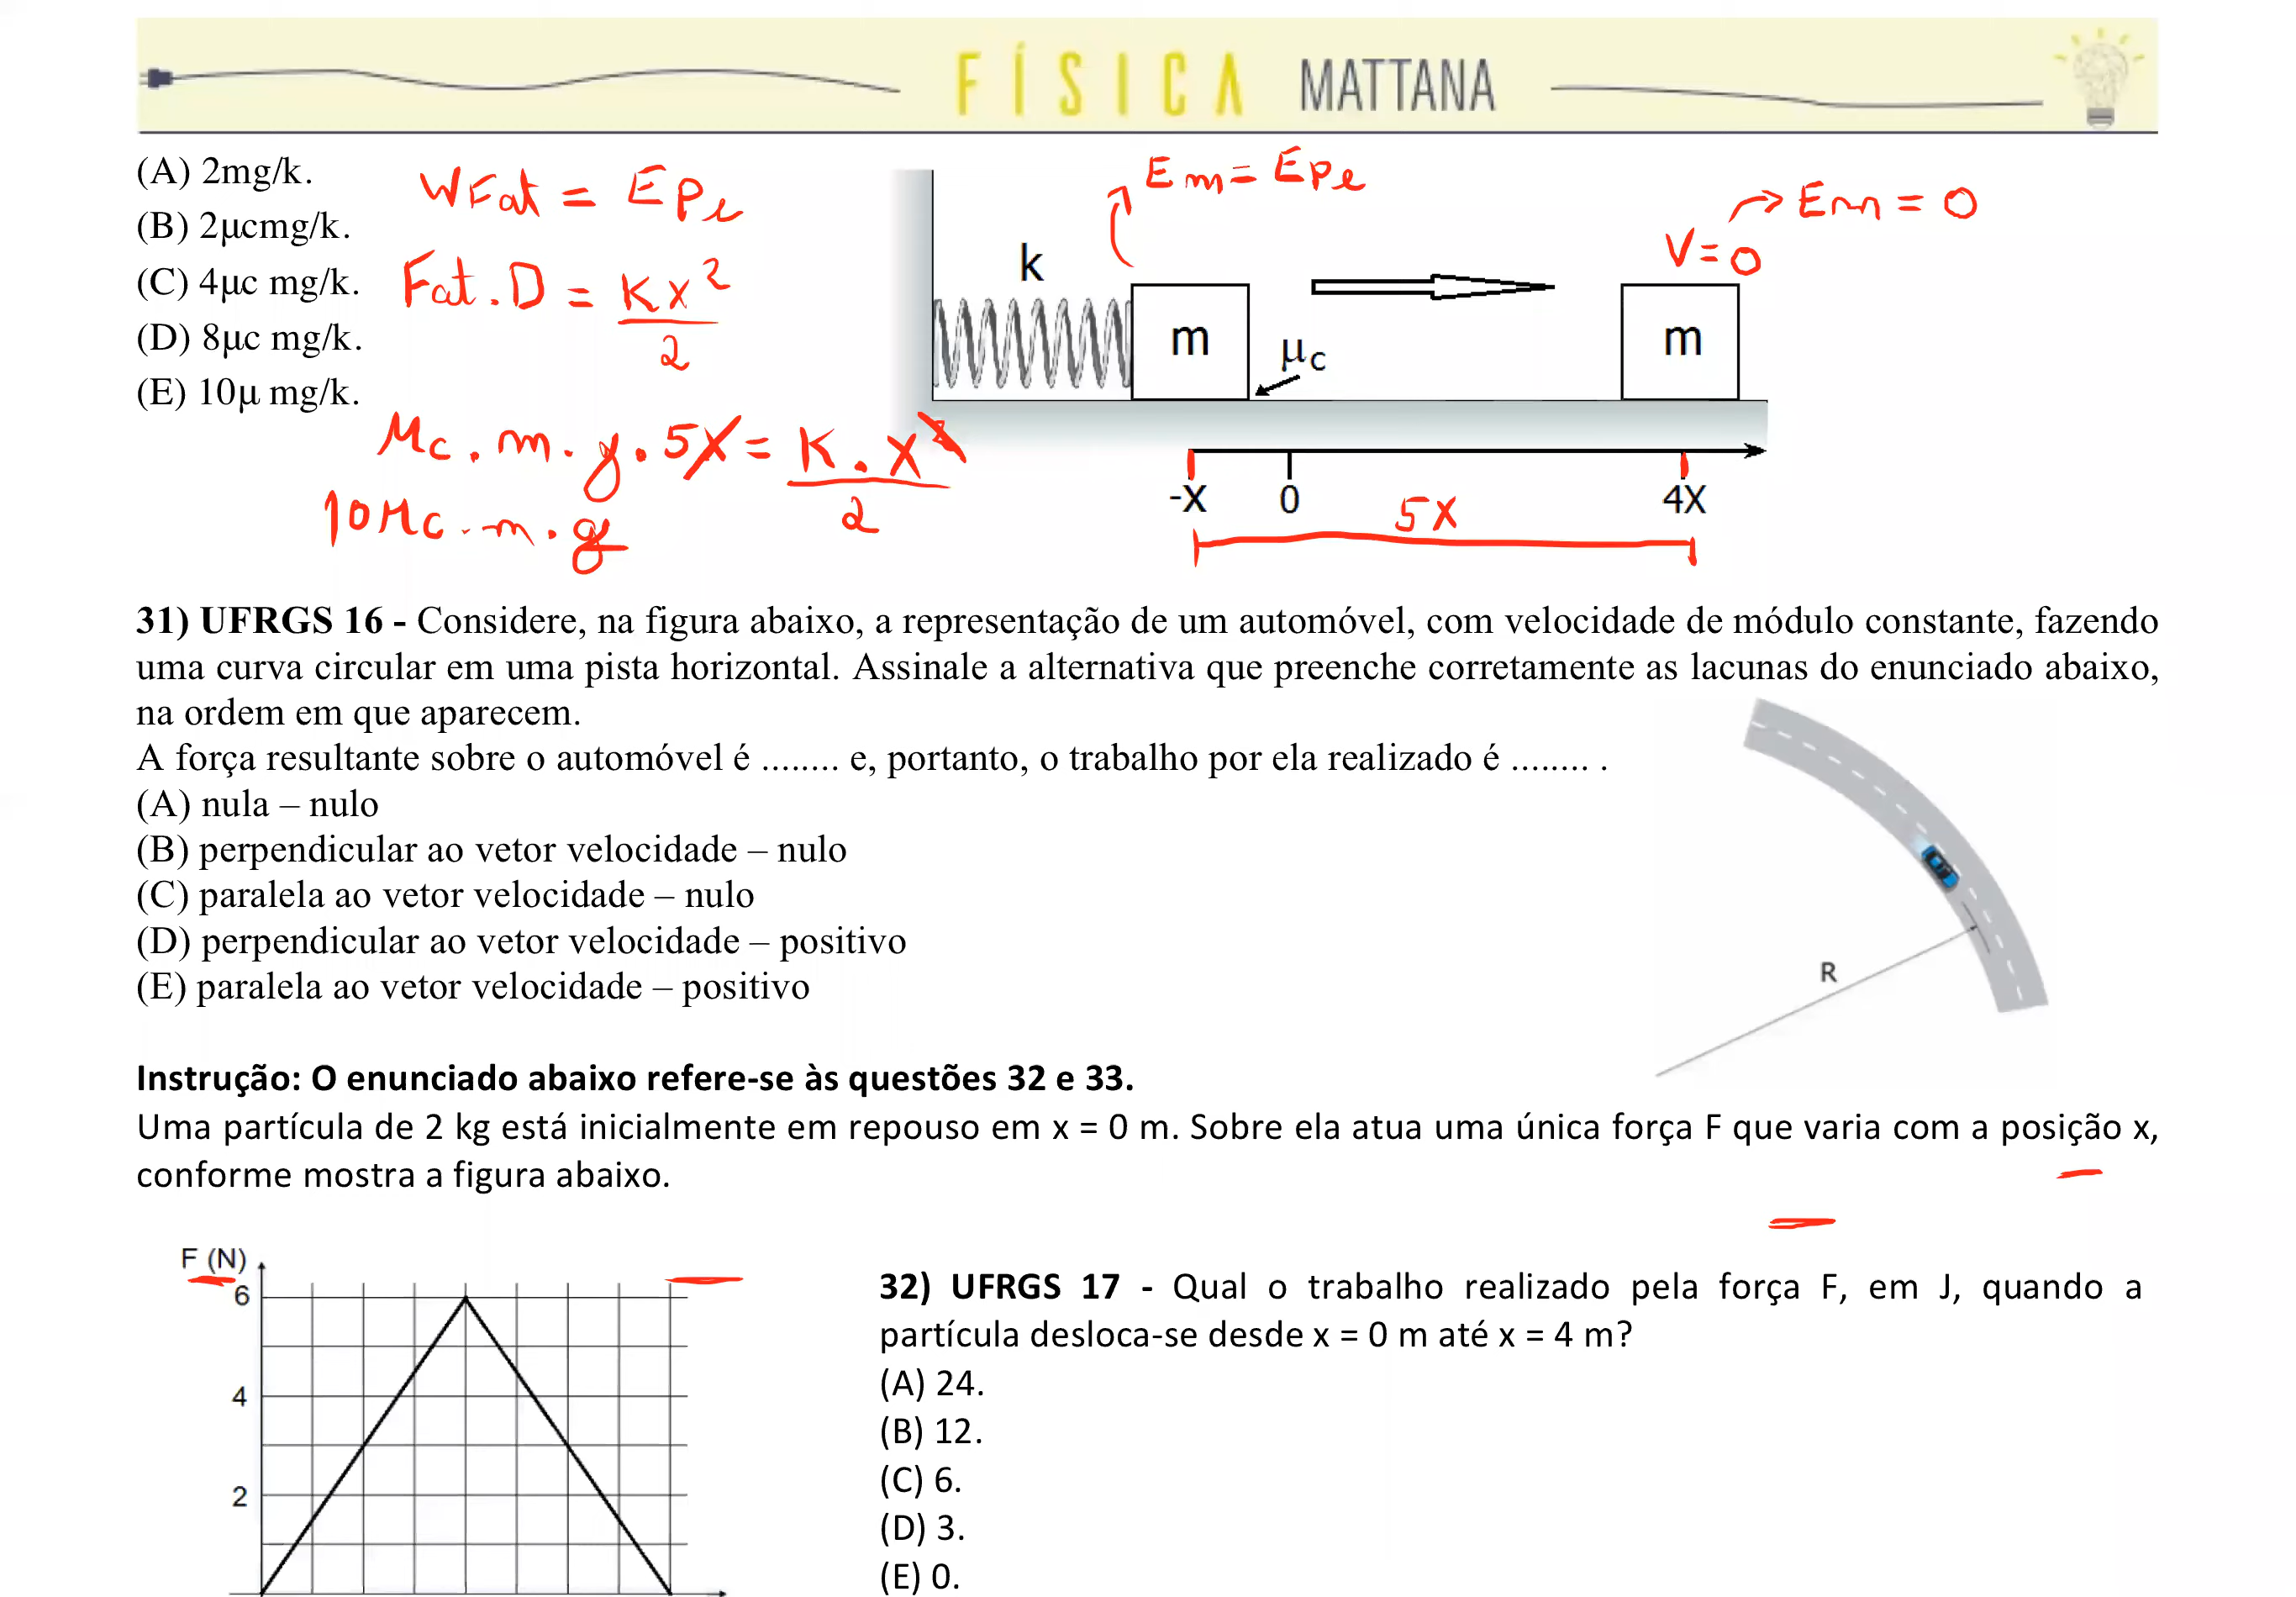 FÍSICA MATTANA
(A) 2mg/k.
(B) 2μcmg/k.
(C) 4μc mg/k.
(D) 8μc mg/k.
(E) 10μ mg/k.
WFat = EPe
Fat.D = Kx²
2
Mc.m.g.5X = K.X²
2
10Mc.m.g
Em = EPe
Em = 0
V=0
k
m
μc
m
-X 0 4X
5X
31) UFRGS 16 - Considere, na figura abaixo, a representação de um automóvel, com velocidade de módulo constante, fazendo
uma curva circular em uma pista horizontal. Assinale a alternativa que preenche corretamente as lacunas do enunciado abaixo,
na ordem em que aparecem.
A força resultante sobre o automóvel é ........ e, portanto, o trabalho por ela realizado é ........ .
(A) nula – nulo
(B) perpendicular ao vetor velocidade – nulo
(C) paralela ao vetor velocidade – nulo
(D) perpendicular ao vetor velocidade – positivo
(E) paralela ao vetor velocidade – positivo
R
Instrução: O enunciado abaixo refere-se às questões 32 e 33.
Uma partícula de 2 kg está inicialmente em repouso em x = 0 m. Sobre ela atua uma única força F que varia com a posição x,
conforme mostra a figura abaixo.
F (N)
6
4
2
32) UFRGS 17 - Qual o trabalho realizado pela força F, em J, quando a
partícula desloca-se desde x = 0 m até x = 4 m?
(A) 24.
(B) 12.
(C) 6.
(D) 3.
(E) 0.